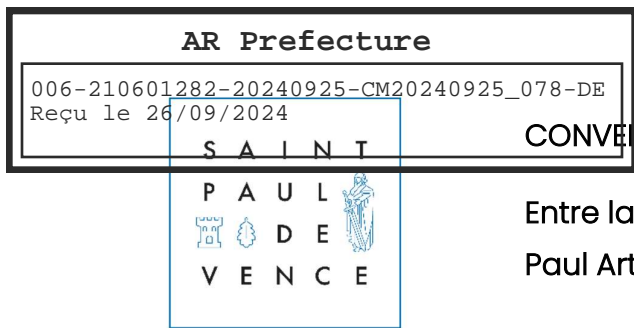 AR Prefecture
006-210601282-20240925-CM20240925_078-DE
Reçu le 26/09/2024
SAINT
PAUL
DE
VENCE
Entre la
Paul Art